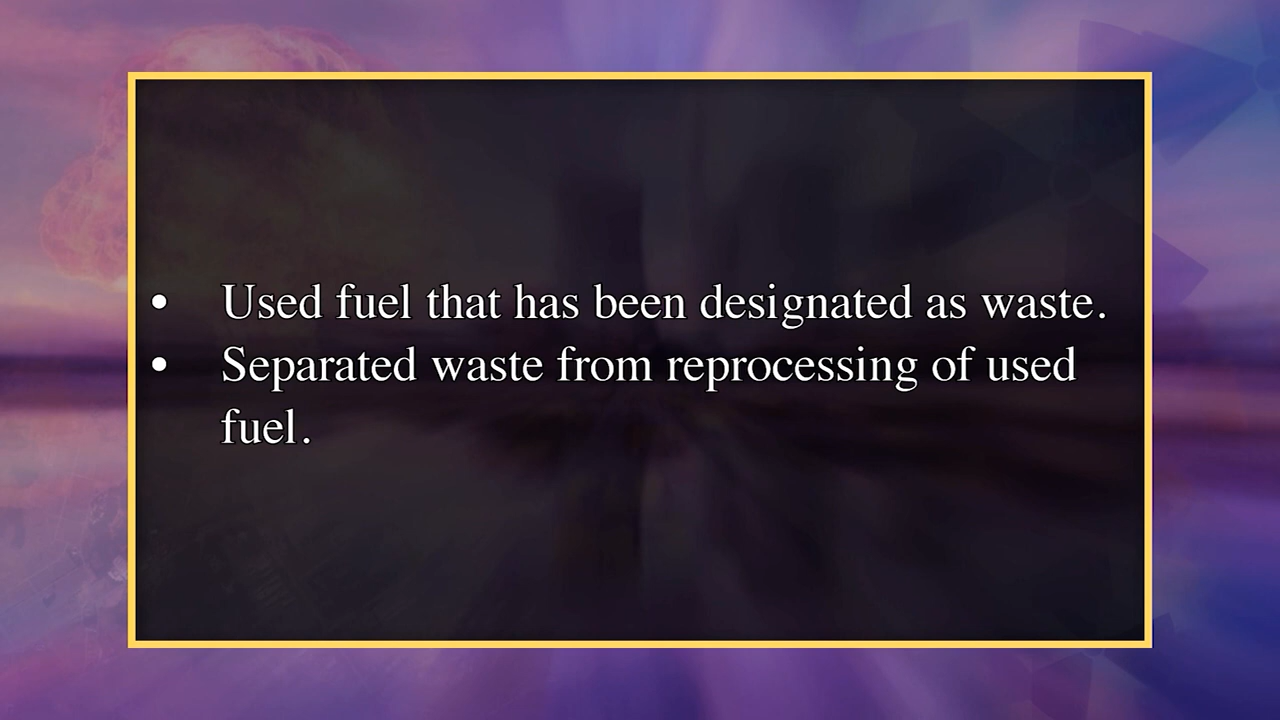 • Used fuel that has been designated as waste.
• Separated waste from reprocessing of used
fuel.